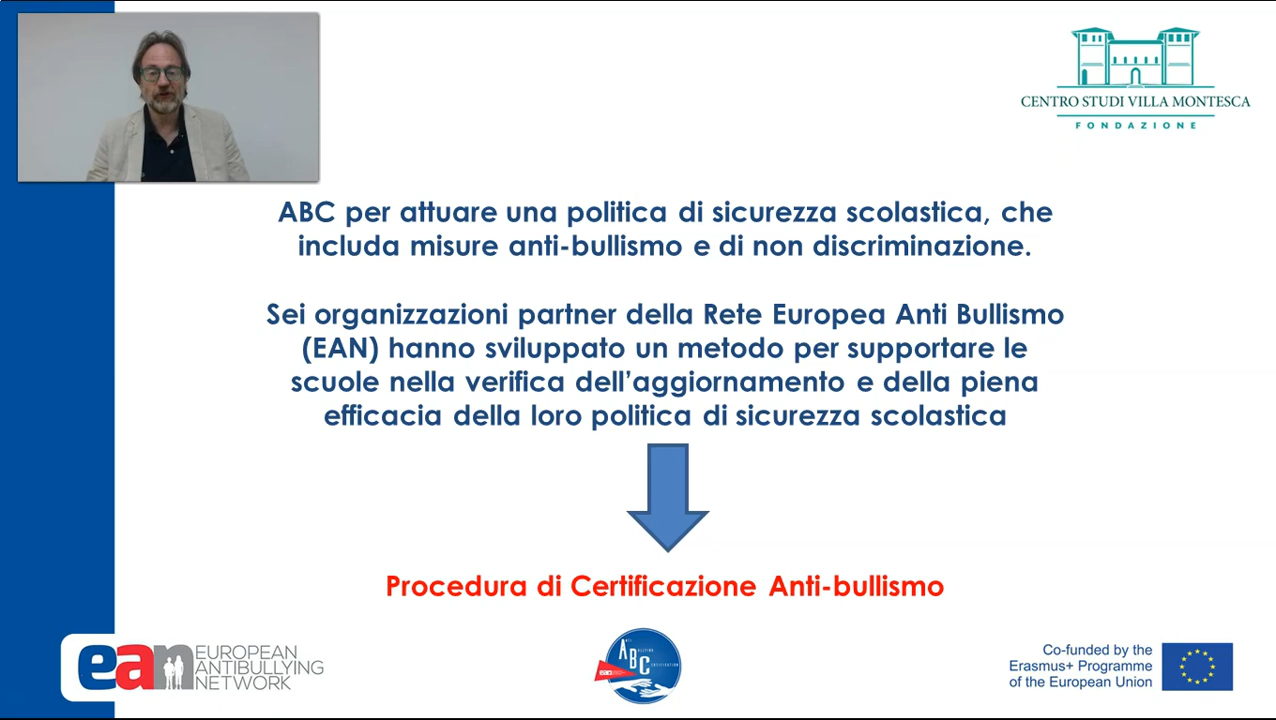 CENTRO STUDI VILLA MONTESCA
FONDAZIONE
ABC per attuare una politica di sicurezza scolastica, che
includa misure anti-bullismo e di non discriminazione.
Sei organizzazioni partner della Rete Europea Anti Bullismo
(EAN) hanno sviluppato un metodo per supportare le
scuole nella verifica dell'aggiornamento e della piena
efficacia della loro politica di sicurezza scolastica
Procedura di Certificazione Anti-bullismo
ean EUROPEAN
ANTIBULLYING
NETWORK
ABC
Co-funded by the
Erasmus+ Programme
of the European Union